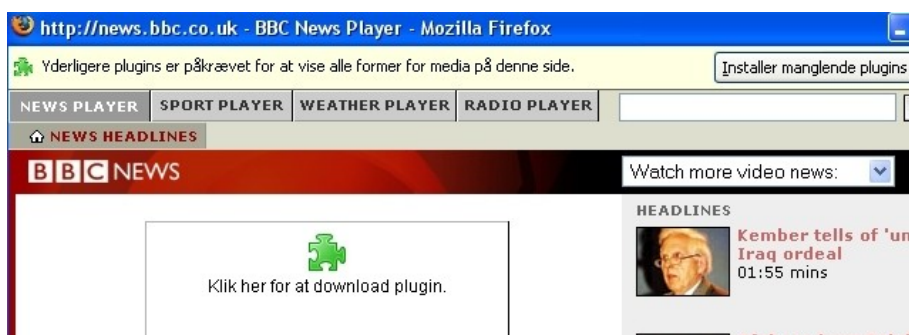 http://news.bbc.co.uk - BBC News Player - Mozilla Firefox
Yderligere plugins er påkrævet for at vise alle former for media på denne side.
Installer manglende plugins
NEWS PLAYER SPORT PLAYER WEATHER PLAYER RADIO PLAYER
NEWS HEADLINES
BBC NEWS
Watch more video news:
HEADLINES
Kember tells of 'un
Iraq ordeal
01:55 mins
Klik her for at download plugin.